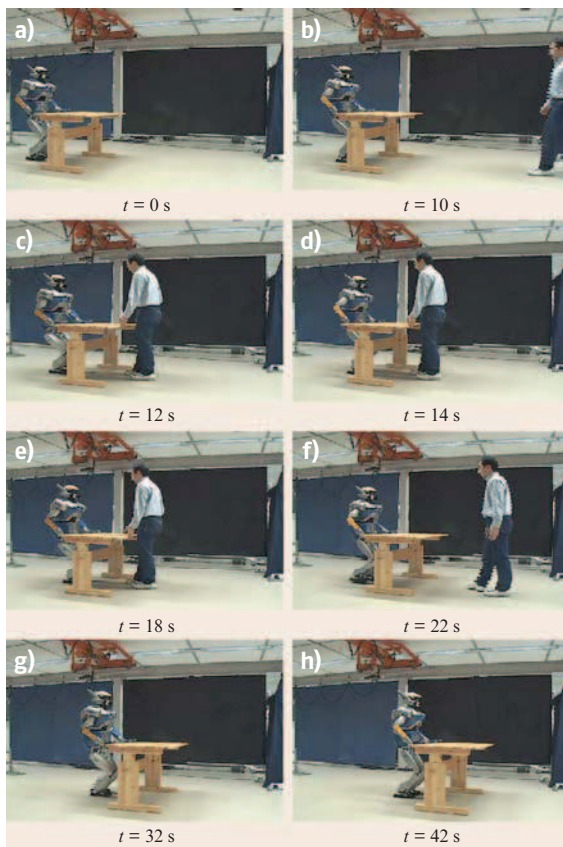 a)
b)
t = 0 s
t = 10 s
c)
d)
t = 12 s
t = 14 s
e)
f)
t = 18 s
t = 22 s
g)
h)
t = 32 s
t = 42 s